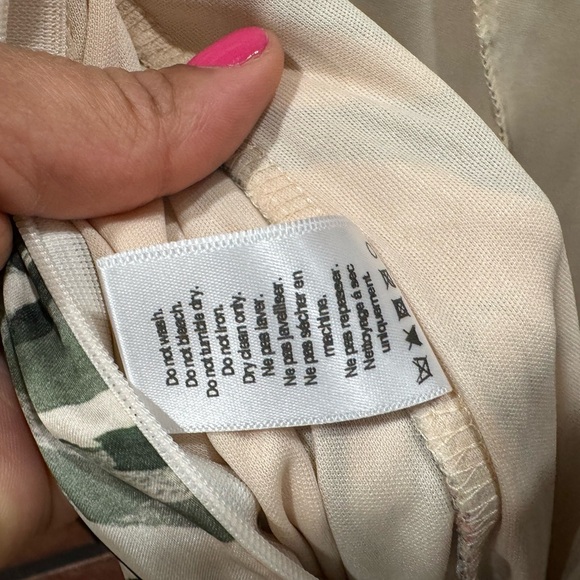 Do not wash.
Do not bleach.
Do not tumble dry.
Do not iron.
Dry clean only.
Ne pas laver.
Ne pas javelliser.
Ne pas sécher en
machine.
Ne pas repasser.
Nettoyage à sec
uniquement.